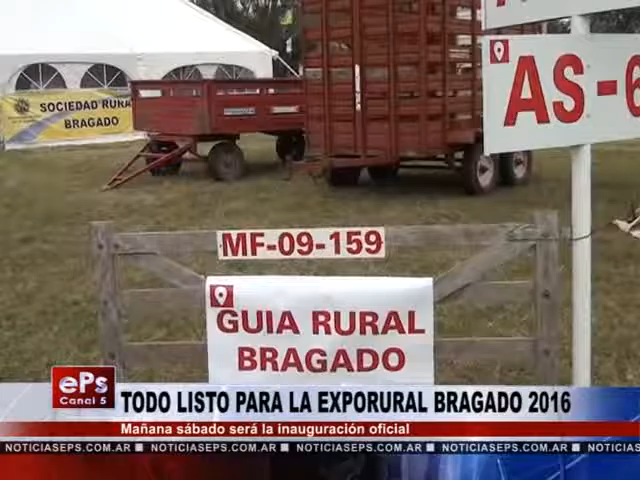 SOCIEDAD RURA
BRAGADO
AS-6
MF-09-159
GUIA RURAL
BRAGADO
ePs
Canal 5
TODO LISTO PARA LA EXPORURAL BRAGADO 2016
Mañana sábado será la inauguración oficial
NOTICIASEPS.COM.AR NOTICIASEPS.COM.AR NOTICIASEPS.COM.AR NOTICIASEPS.COM.AR NOTICIAS